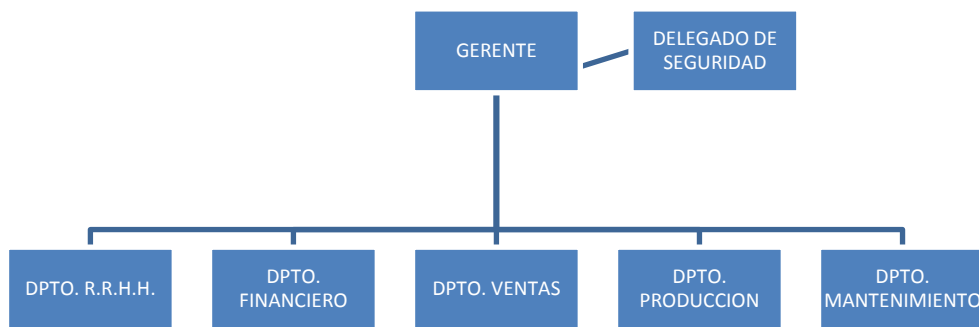 GERENTE
DELEGADO DE
SEGURIDAD
DPTO. R.R.H.H.
DPTO.
FINANCIERO
DPTO. VENTAS
DPTO.
PRODUCCION
DPTO.
MANTENIMIENTO